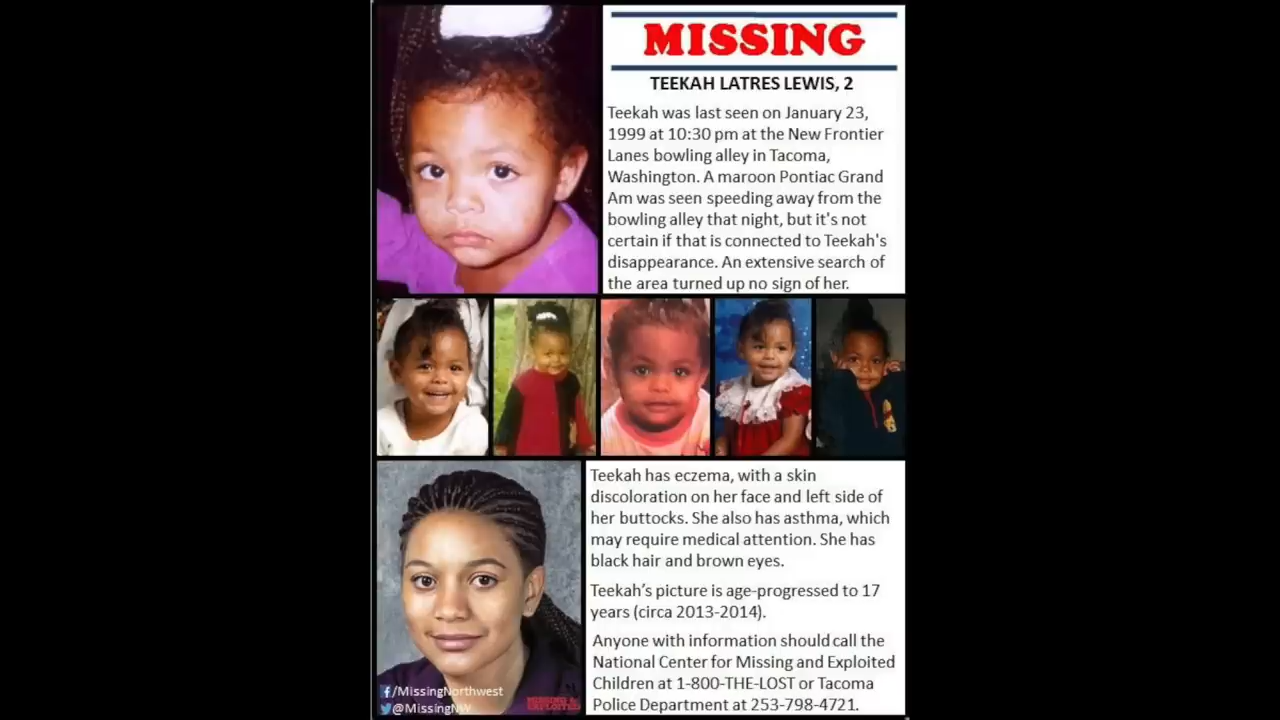 MISSING
TEEKAH LATRES LEWIS, 2
Teekah was last seen on January 23,
1999 at 10:30 pm at the New Frontier
Lanes bowling alley in Tacoma,
Washington. A maroon Pontiac Grand
Am was seen speeding away from the
bowling alley that night, but it's not
certain if that is connected to Teekah's
disappearance. An extensive search of
the area turned up no sign of her.
Teekah has eczema, with a skin
discoloration on her face and left side of
her buttocks. She also has asthma, which
may require medical attention. She has
black hair and brown eyes.
Teekah’s picture is age-progressed to 17
years (circa 2013-2014).
Anyone with information should call the
National Center for Missing and Exploited
Children at 1-800-THE-LOST or Tacoma
Police Department at 253-798-4721.
/MissingNorthwest
@MissingNW
MISSING &
EXPLOITED